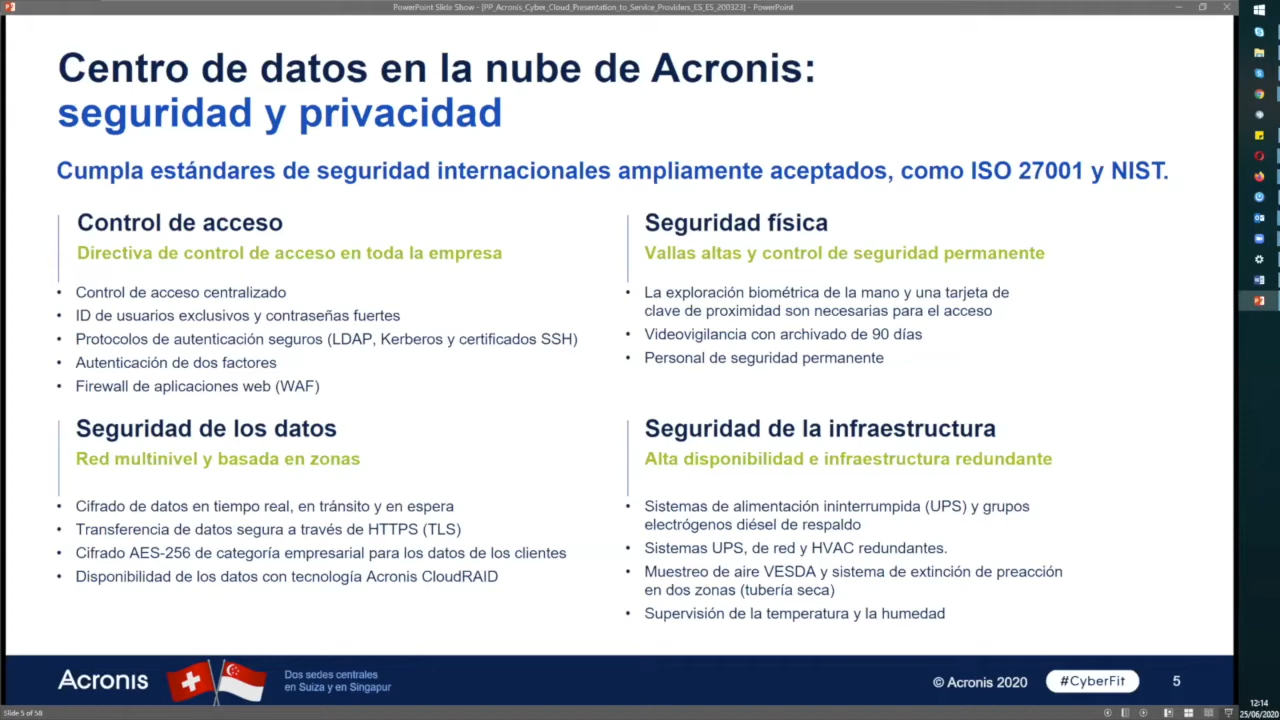 PowerPoint Slide Show - [PP_Acronis_Cyber_Cloud_Presentation_to_Service_Providers_ES_ES_200323] - PowerPoint
Centro de datos en la nube de Acronis:
seguridad y privacidad
Cumpla estándares de seguridad internacionales ampliamente aceptados, como ISO 27001 y NIST.
Control de acceso
Directiva de control de acceso en toda la empresa
• Control de acceso centralizado
• ID de usuarios exclusivos y contraseñas fuertes
• Protocolos de autenticación seguros (LDAP, Kerberos y certificados SSH)
• Autenticación de dos factores
• Firewall de aplicaciones web (WAF)
Seguridad física
Vallas altas y control de seguridad permanente
• La exploración biométrica de la mano y una tarjeta de
clave de proximidad son necesarias para el acceso
• Videovigilancia con archivado de 90 días
• Personal de seguridad permanente
Seguridad de los datos
Red multinivel y basada en zonas
• Cifrado de datos en tiempo real, en tránsito y en espera
• Transferencia de datos segura a través de HTTPS (TLS)
• Cifrado AES-256 de categoría empresarial para los datos de los clientes
• Disponibilidad de los datos con tecnología Acronis CloudRAID
Seguridad de la infraestructura
Alta disponibilidad e infraestructura redundante
• Sistemas de alimentación ininterrumpida (UPS) y grupos
electrógenos diésel de respaldo
• Sistemas UPS, de red y HVAC redundantes.
• Muestreo de aire VESDA y sistema de extinción de preacción
en dos zonas (tubería seca)
• Supervisión de la temperatura y la humedad
Acronis
Dos sedes centrales
en Suiza y en Singapur
© Acronis 2020
#CyberFit
5
Slide 5 of 58
12:14
25/06/2020